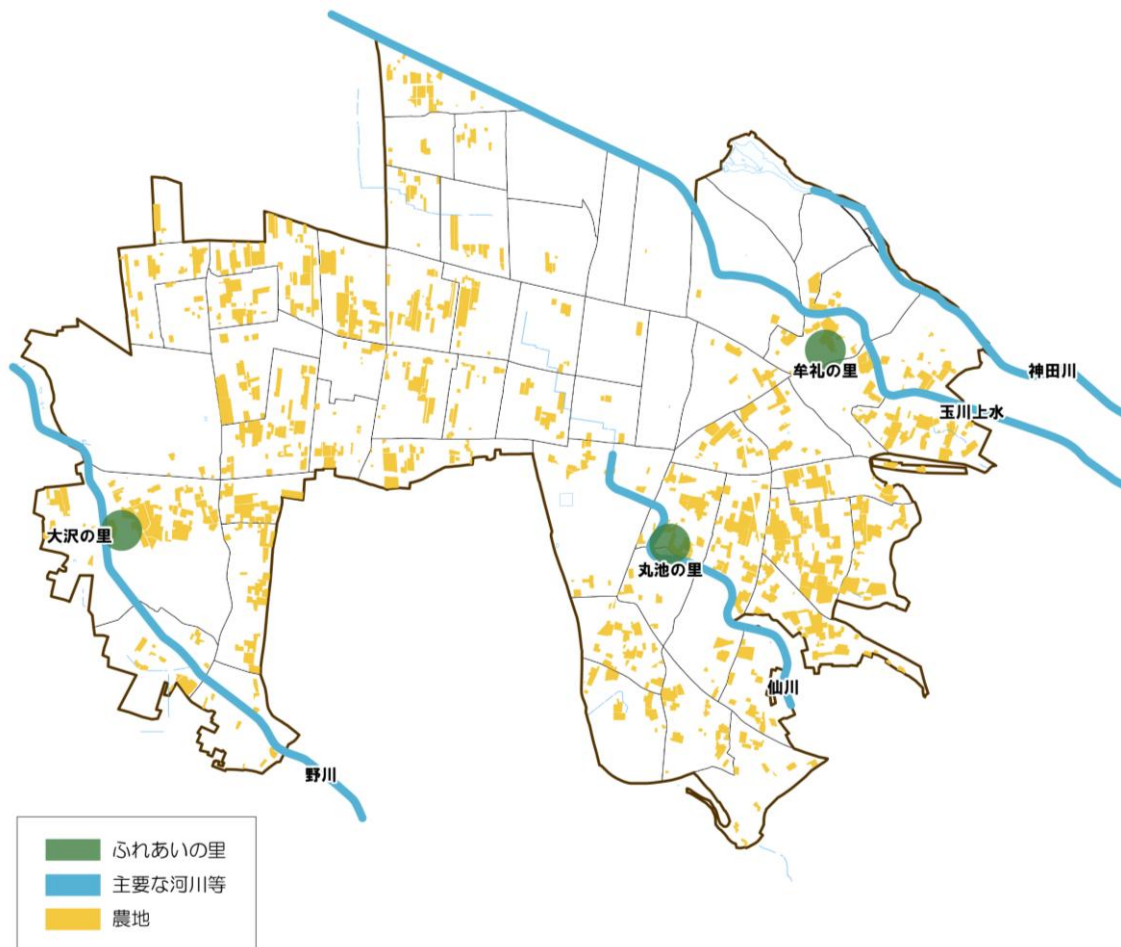 神田川
牟礼の里
玉川上水
大沢の里
丸池の里
仙川
野川
ふれあいの里
主要な河川等
農地